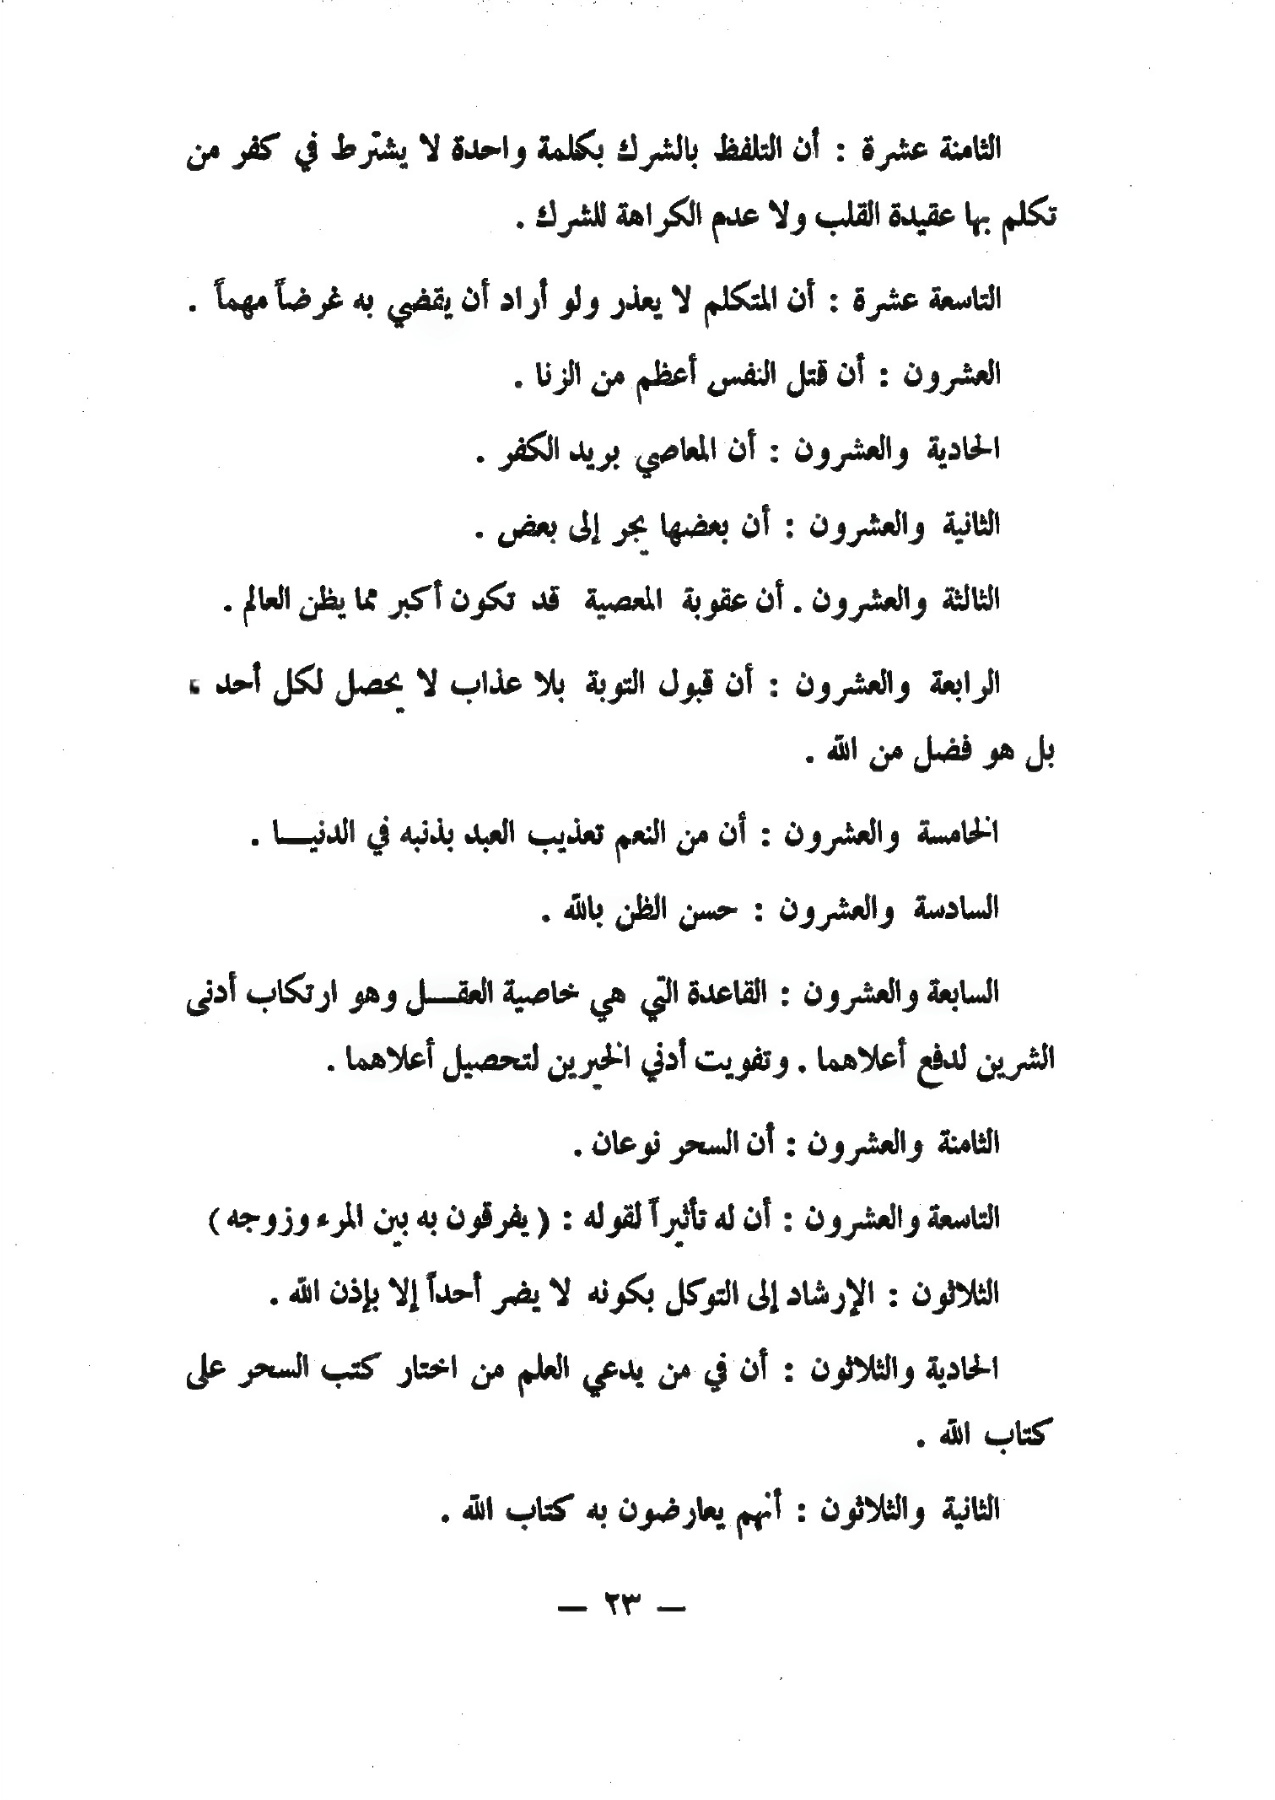 الثامنة عشرة : أن التلفظ بالشرك بكلمة واحدة لا يشترط في كفر من
تكلم بها عقيدة القلب ولا عدم الكراهة للشرك .
التاسعة عشرة : أن المتكلم لا يعذر ولو أراد أن يقضي به غرضاً مهماً .
العشرون : أن قتل النفس أعظم من الزنا .
الحادية والعشرون : أن المعاصي بريد الكفر .
الثانية والعشرون : أن بعضها يجر إلى بعض .
الثالثة والعشرون . أن عقوبة المعصية قد تكون أكبر مما يظن العالم .
الرابعة والعشرون : أن قبول التوبة بلا عذاب لا يحصل لكل أحد ،
بل هو فضل من الله .
الخامسة والعشرون : أن من النعم تعذيب العبد بذنبه في الدنيــا .
السادسة والعشرون : حسن الظن بالله .
السابعة والعشرون : القاعدة التي هي خاصية العقــل وهو ارتكاب أدنى
الشرين لدفع أعلاهما . وتفويت أدني الخيرين لتحصيل أعلاهما .
الثامنة والعشرون : أن السحر نوعان .
التاسعة والعشرون : أن له تأثيراً لقوله : ( يفرقون به بين المرء وزوجه )
الثلاثون : الإرشاد إلى التوكل بكونه لا يضر أحداً إلا بإذن الله .
الحادية والثلاثون : أن في من يدعي العلم من اختار كتب السحر على
كتاب الله .
الثانية والثلاثون : أنهم يعارضون به كتاب الله .
— ٢٣ —